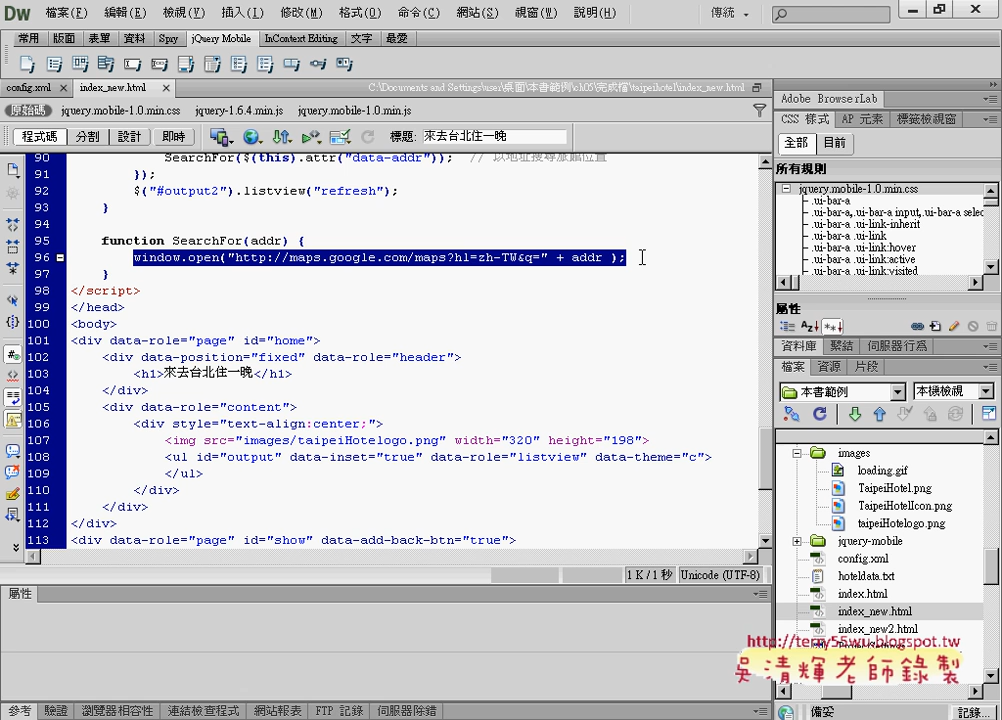 Dw 檔案(F) 編輯(E) 檢視(V) 插入(I) 修改(M) 格式(O) 命令(C) 網站(S) 視窗(W) 說明(H) 傳統
常用 版面 表單 資料 Spry jQuery Mobile InContext Editing 文字 最愛
config.xml index_new.html C:\Documents and Settings\user\桌面\本書範例\ch05\完成檔\taipeihotel\index_new.html
原始碼 jquery.mobile-1.0.min.css jquery-1.6.4.min.js jquery.mobile-1.0.min.js
程式碼 分割 設計 即時 標題: 來去台北住一晚
90 SearchFor($(this).attr("data-addr")); // 以地址搜尋旅館位置
91 });
92 $("#output2").listview("refresh");
93 }
94
95 function SearchFor(addr) {
96 window.open("http://maps.google.com/maps?hl=zh-TW&q=" + addr );
97 }
98 </script>
99 </head>
100 <body>
101 <div data-role="page" id="home">
102 <div data-position="fixed" data-role="header">
103 <h1>來去台北住一晚</h1>
104 </div>
105 <div data-role="content">
106 <div style="text-align:center;">
107 <img src="images/taipeiHotelogo.png" width="320" height="198">
108 <ul id="output" data-inset="true" data-role="listview" data-theme="c">
109 </ul>
110 </div>
111 </div>
112 </div>
113 <div data-role="page" id="show" data-add-back-btn="true">
1 K / 1 秒 Unicode (UTF-8)
屬性
參考 驗證 瀏覽器相容性 連結檢查程式 網站報表 FTP 記錄 伺服器除錯
Adobe BrowserLab
CSS 樣式 AP 元素 標籤檢視窗
全部 目前
所有規則
jquery.mobile-1.0.min.css
.ui-bar-a
.ui-bar-a, .ui-bar-a input, .ui-bar-a selec
.ui-bar-a .ui-link-inherit
.ui-bar-a .ui-link
.ui-bar-a .ui-link:hover
.ui-bar-a .ui-link:active
.ui-bar-a .ui-link:visited
屬性
資料庫 繫結 伺服器行為
檔案 資源 片段
本書範例 本機檢視
images
loading.gif
TaipeiHotel.png
TaipeiHotelIcon.png
taipeiHotelogo.png
jquery-mobile
config.xml
hoteldata.txt
index.html
index_new.html
index_new2.html
http://terry55wu.blogspot.tw
吳清輝老師錄製
備妥 記錄...